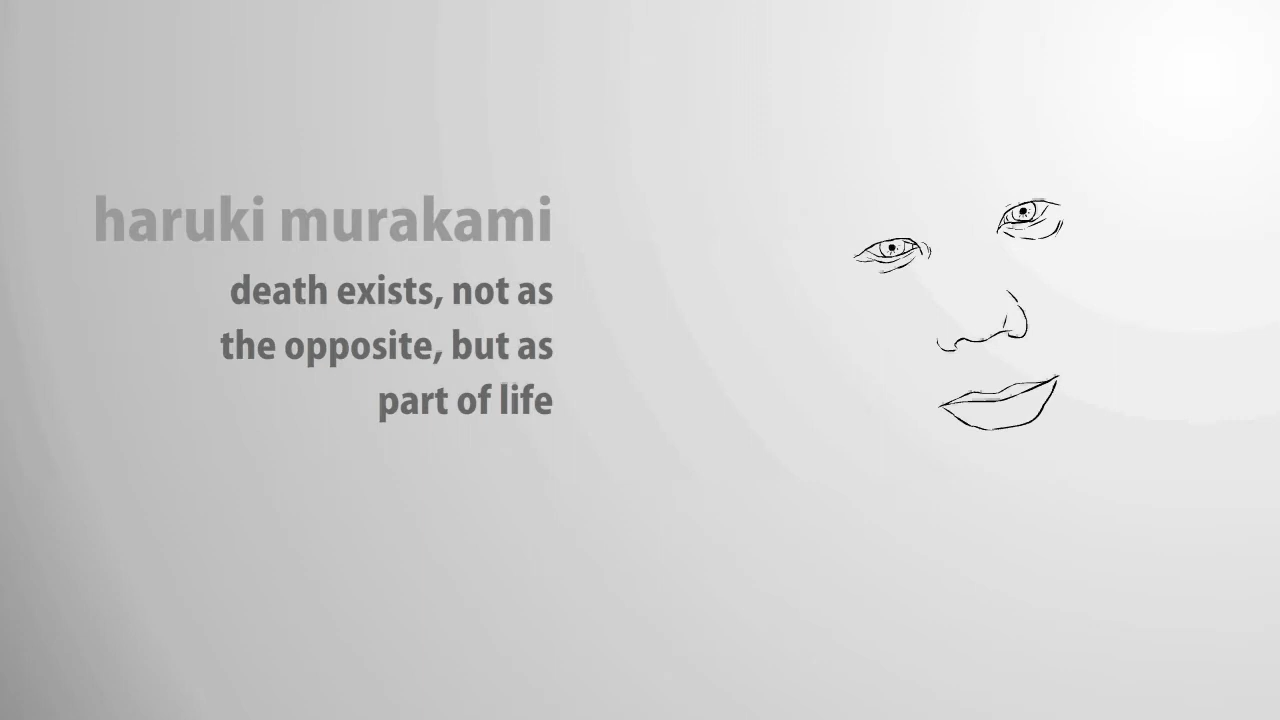 haruki murakami
death exists, not as
the opposite, but as
part of life